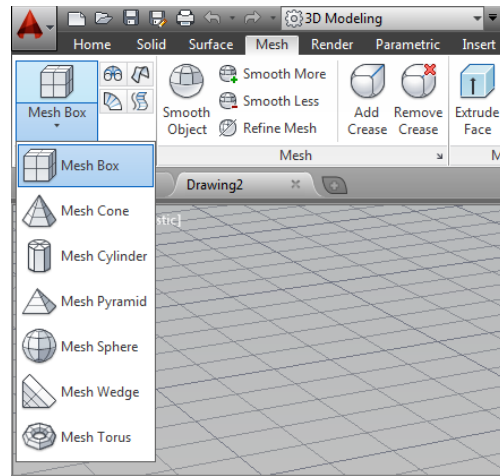 3D Modeling
Home Solid Surface Mesh Render Parametric Insert
Mesh Box
Smooth Object
Smooth More
Smooth Less
Refine Mesh
Add Crease
Remove Crease
Extrude Face
Mesh
M
Drawing2
Mesh Box
Mesh Cone
stic]
Mesh Cylinder
Mesh Pyramid
Mesh Sphere
Mesh Wedge
Mesh Torus